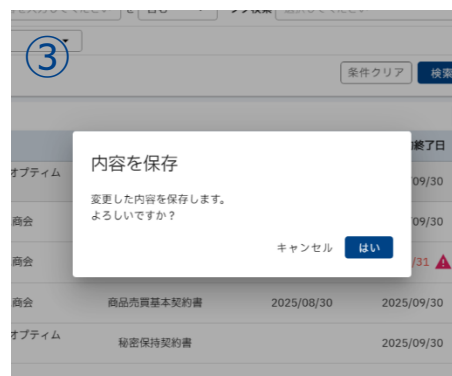 を
③
条件クリア 検索
終了日
オプティム 09/30
内容を保存
商会 09/30
変更した内容を保存します。
よろしいですか？
商会 /31
キャンセル はい
商会 商品売買基本契約書 2025/08/30 2025/09/30
オプティム 秘密保持契約書 2025/09/30